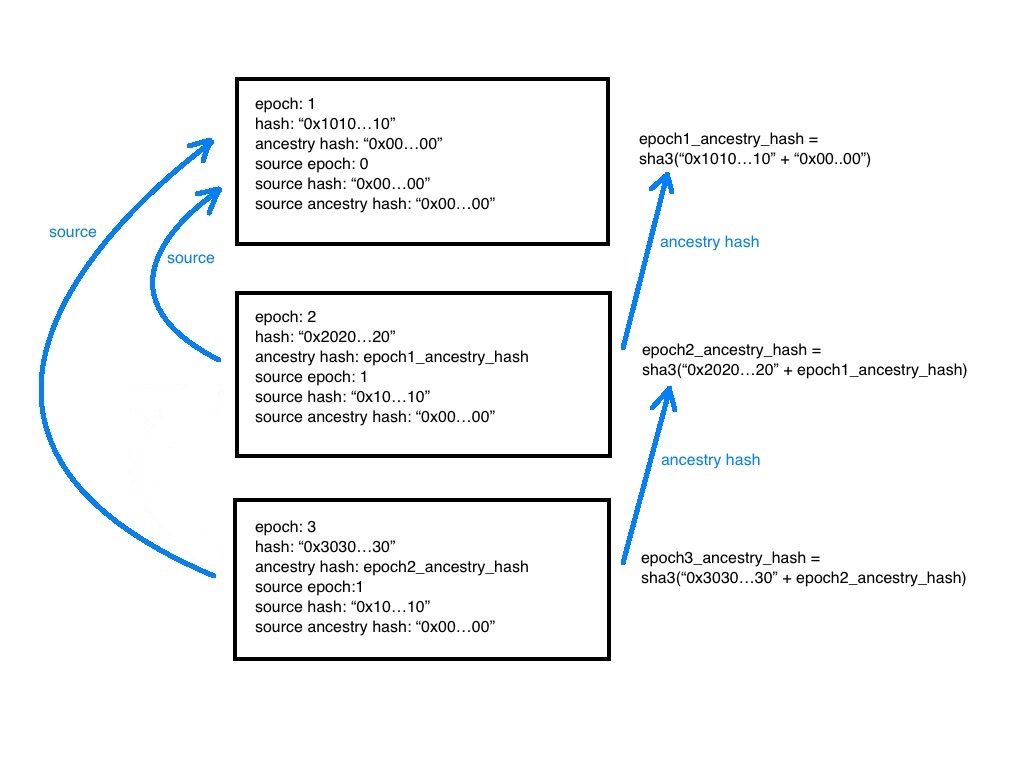 epoch: 1
hash: “0x1010…10”
ancestry hash: “0x00…00”
source epoch: 0
source hash: “0x00…00”
source ancestry hash: “0x00…00”
epoch1_ancestry_hash =
sha3(“0x1010…10” + “0x00..00”)
source
source
ancestry hash
epoch: 2
hash: “0x2020…20”
ancestry hash: epoch1_ancestry_hash
source epoch: 1
source hash: “0x10…10”
source ancestry hash: “0x00…00”
epoch2_ancestry_hash =
sha3(“0x2020…20” + epoch1_ancestry_hash)
ancestry hash
epoch: 3
hash: “0x3030…30”
ancestry hash: epoch2_ancestry_hash
source epoch:1
source hash: “0x10…10”
source ancestry hash: “0x00…00”
epoch3_ancestry_hash =
sha3(“0x3030…30” + epoch2_ancestry_hash)